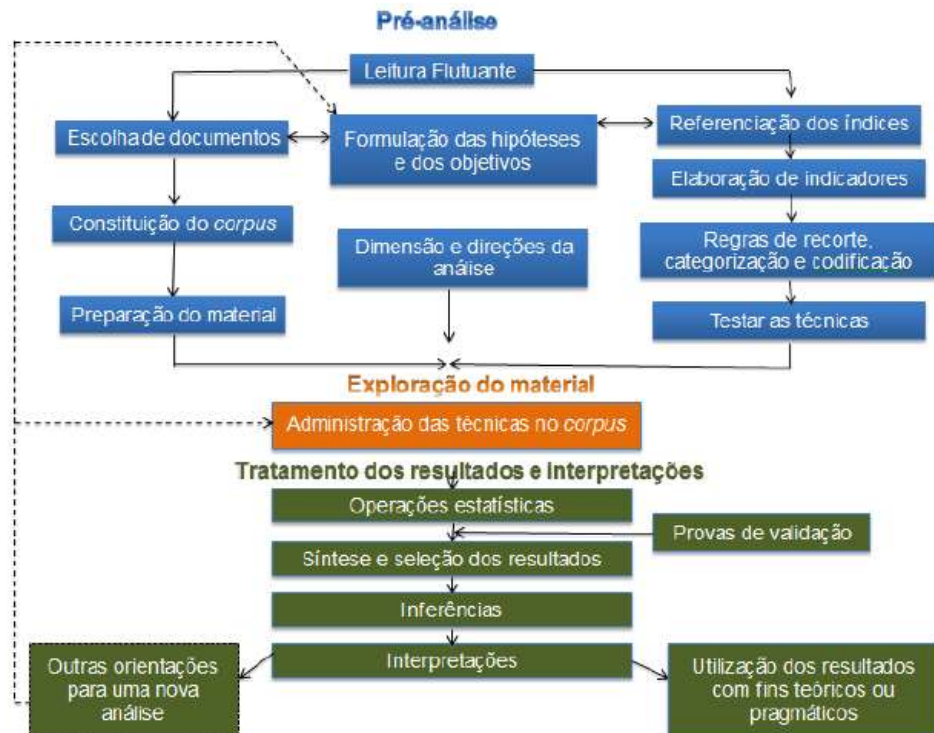 Pré-análise
Leitura Flutuante
Escolha de documentos
Formulação das hipóteses
e dos objetivos
Referenciação dos índices
Elaboração de indicadores
Constituição do corpus
Dimensão e direções da
análise
Regras de recorte,
categorização e codificação
Preparação do material
Testar as técnicas
Exploração do material
Administração das técnicas no corpus
Tratamento dos resultados e interpretações
Operações estatísticas
Provas de validação
Síntese e seleção dos resultados
Inferências
Interpretações
Outras orientações
para uma nova
análise
Utilização dos resultados
com fins teóricos ou
pragmáticos